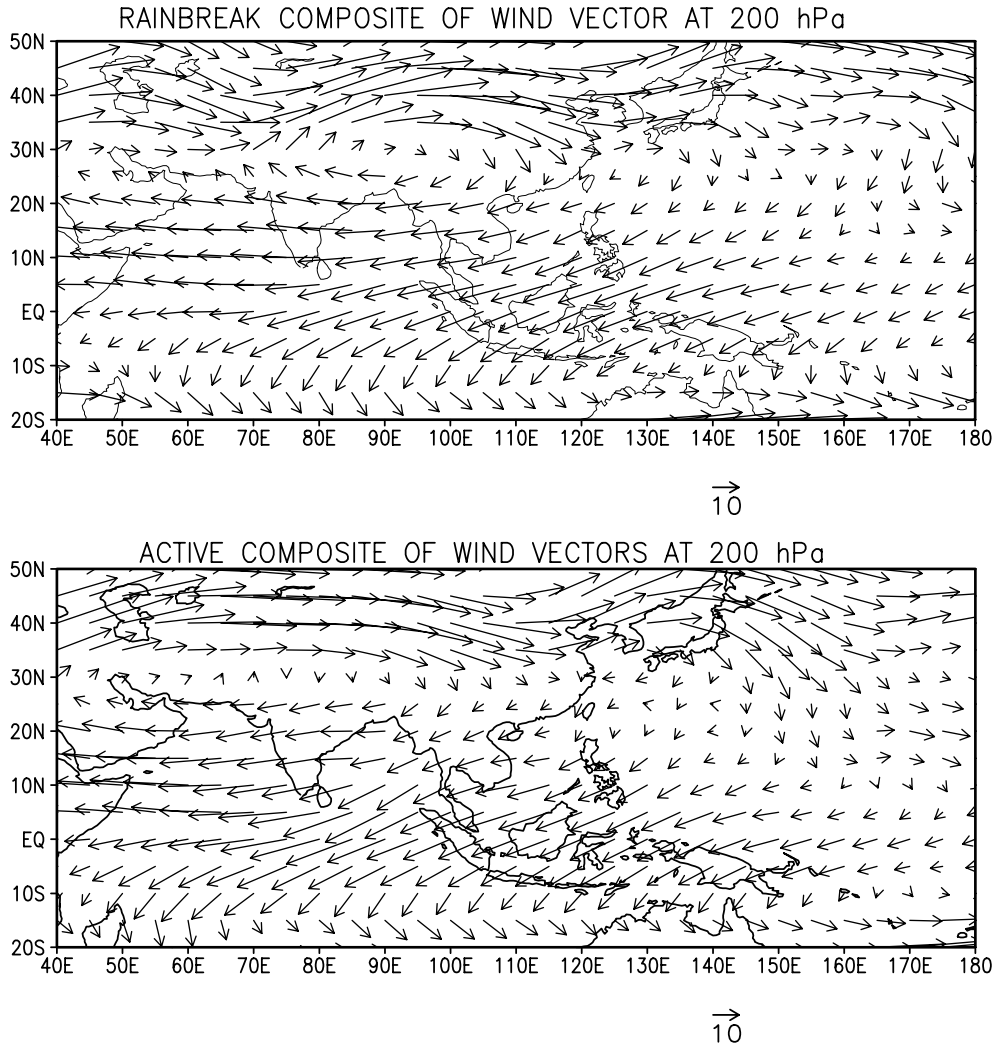 RAINBREAK COMPOSITE OF WIND VECTOR AT 200 hPa
50N
40N
30N
20N
10N
EQ
10S
20S
40E 50E 60E 70E 80E 90E 100E 110E 120E 130E 140E 150E 160E 170E 180
10
ACTIVE COMPOSITE OF WIND VECTORS AT 200 hPa
50N
40N
30N
20N
10N
EQ
10S
20S
40E 50E 60E 70E 80E 90E 100E 110E 120E 130E 140E 150E 160E 170E 180
10